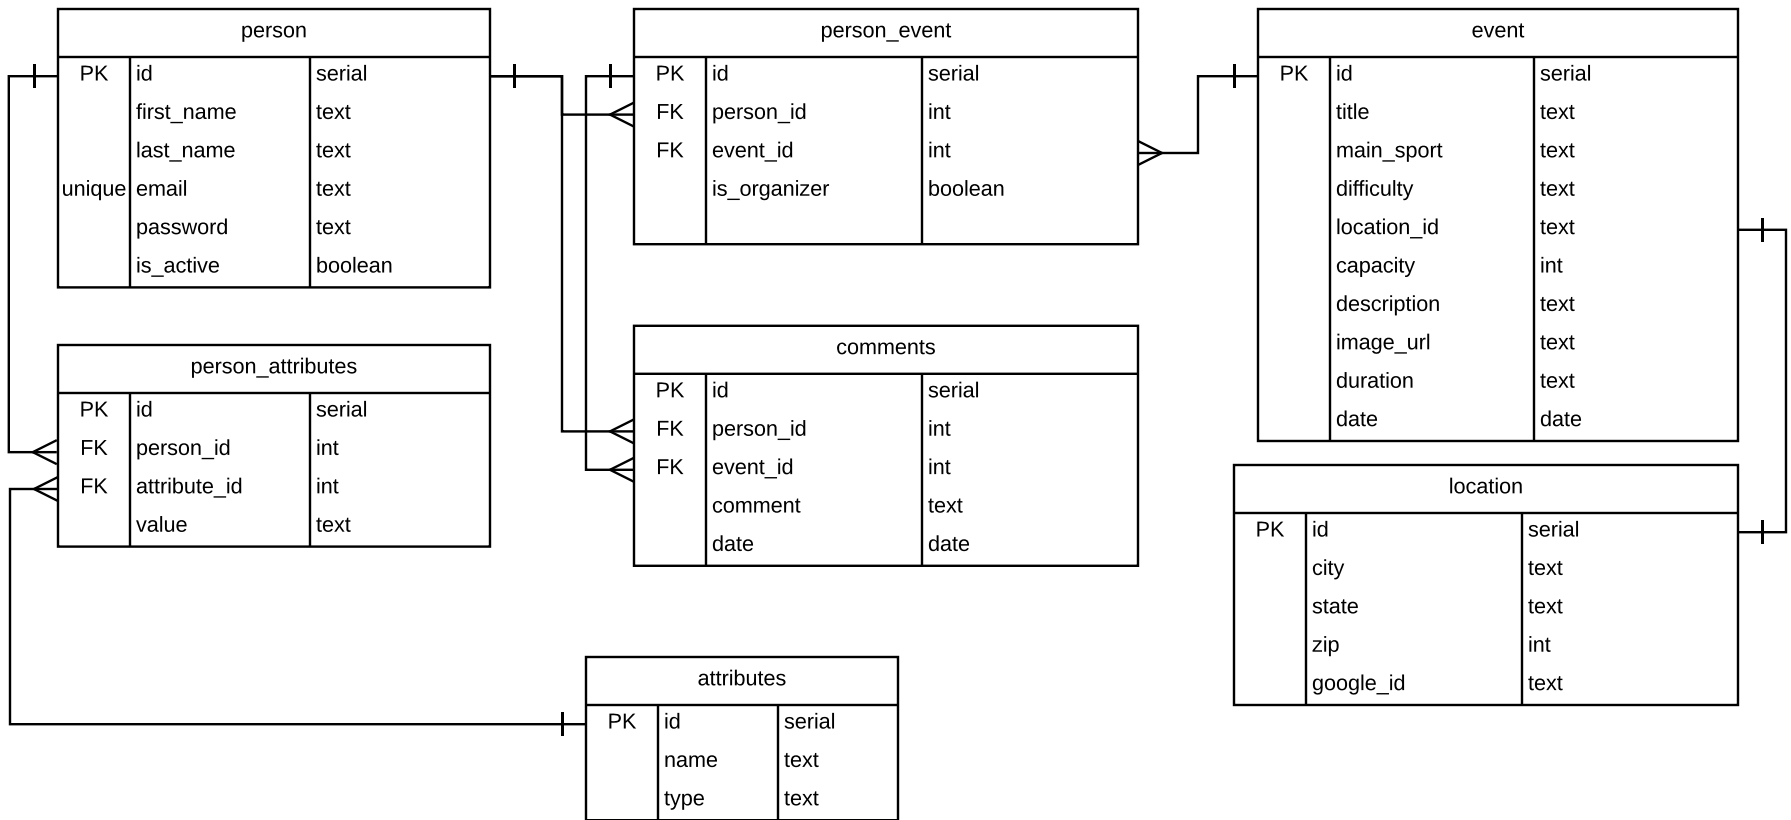 person
PK id serial
first_name text
last_name text
unique email text
password text
is_active boolean
person_event
PK id serial
FK person_id int
FK event_id int
is_organizer boolean
event
PK id serial
title text
main_sport text
difficulty text
location_id text
capacity int
description text
image_url text
duration text
date date
person_attributes
PK id serial
FK person_id int
FK attribute_id int
value text
comments
PK id serial
FK person_id int
FK event_id int
comment text
date date
location
PK id serial
city text
state text
zip int
google_id text
attributes
PK id serial
name text
type text